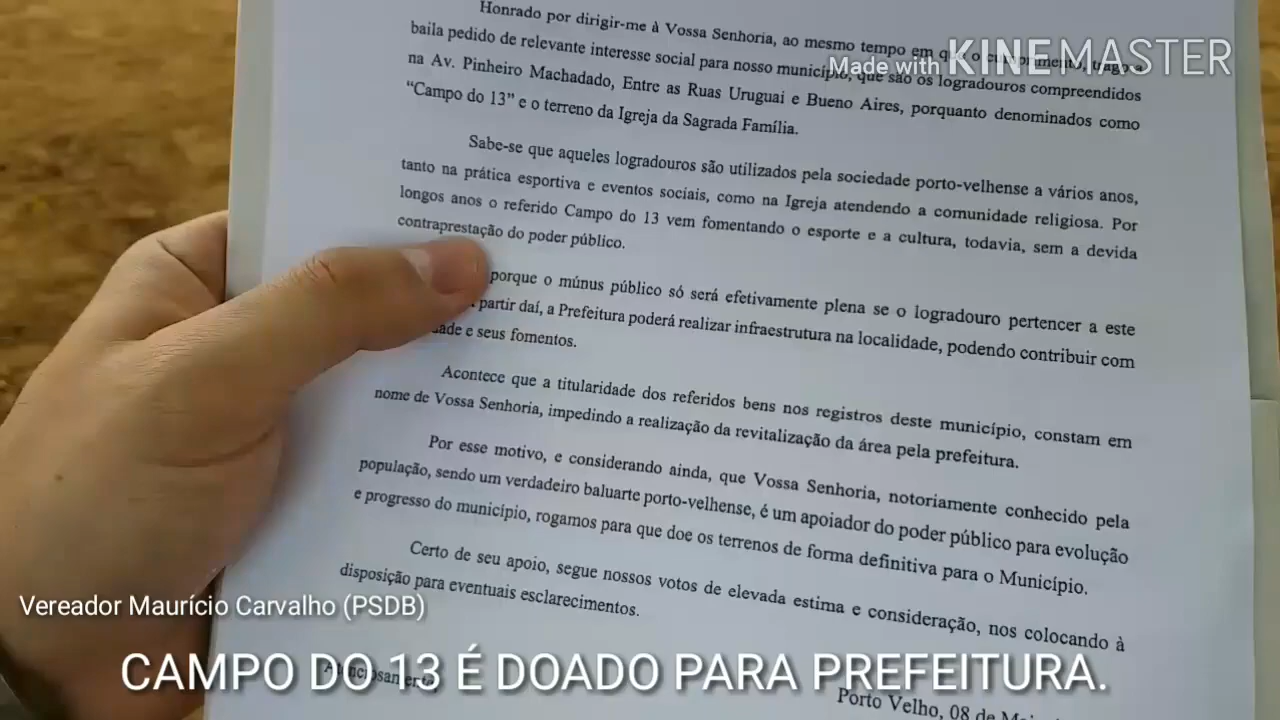 Honrado por dirigir-me à Vossa Senhoria, ao mesmo tempo em
baila pedido de relevante interesse social para nosso município, que são os logradouros compreendidos
na Av. Pinheiro Machadado, Entre as Ruas Uruguai e Bueno Aires, porquanto denominados como
“Campo do 13” e o terreno da Igreja da Sagrada Família.
Made with KINEMASTER
Sabe-se que aqueles logradouros são utilizados pela sociedade porto-velhense a vários anos,
tanto na prática esportiva e eventos sociais, como na Igreja atendendo a comunidade religiosa. Por
longos anos o referido Campo do 13 vem fomentando o esporte e a cultura, todavia, sem a devida
contraprestação do poder público.
porque o múnus público só será efetivamente plena se o logradouro pertencer a este
partir daí, a Prefeitura poderá realizar infraestrutura na localidade, podendo contribuir com
e seus fomentos.
Acontece que a titularidade dos referidos bens nos registros deste município, constam em
nome de Vossa Senhoria, impedindo a realização da revitalização da área pela prefeitura.
Por esse motivo, e considerando ainda, que Vossa Senhoria, notoriamente conhecido pela
população, sendo um verdadeiro baluarte porto-velhense, é um apoiador do poder público para evolução
e progresso do município, rogamos para que doe os terrenos de forma definitiva para o Município.
Certo de seu apoio, segue nossos votos de elevada estima e consideração, nos colocando à
disposição para eventuais esclarecimentos.
Vereador Maurício Carvalho (PSDB)
CAMPO DO 13 É DOADO PARA PREFEITURA.
Porto Velho, 08 de